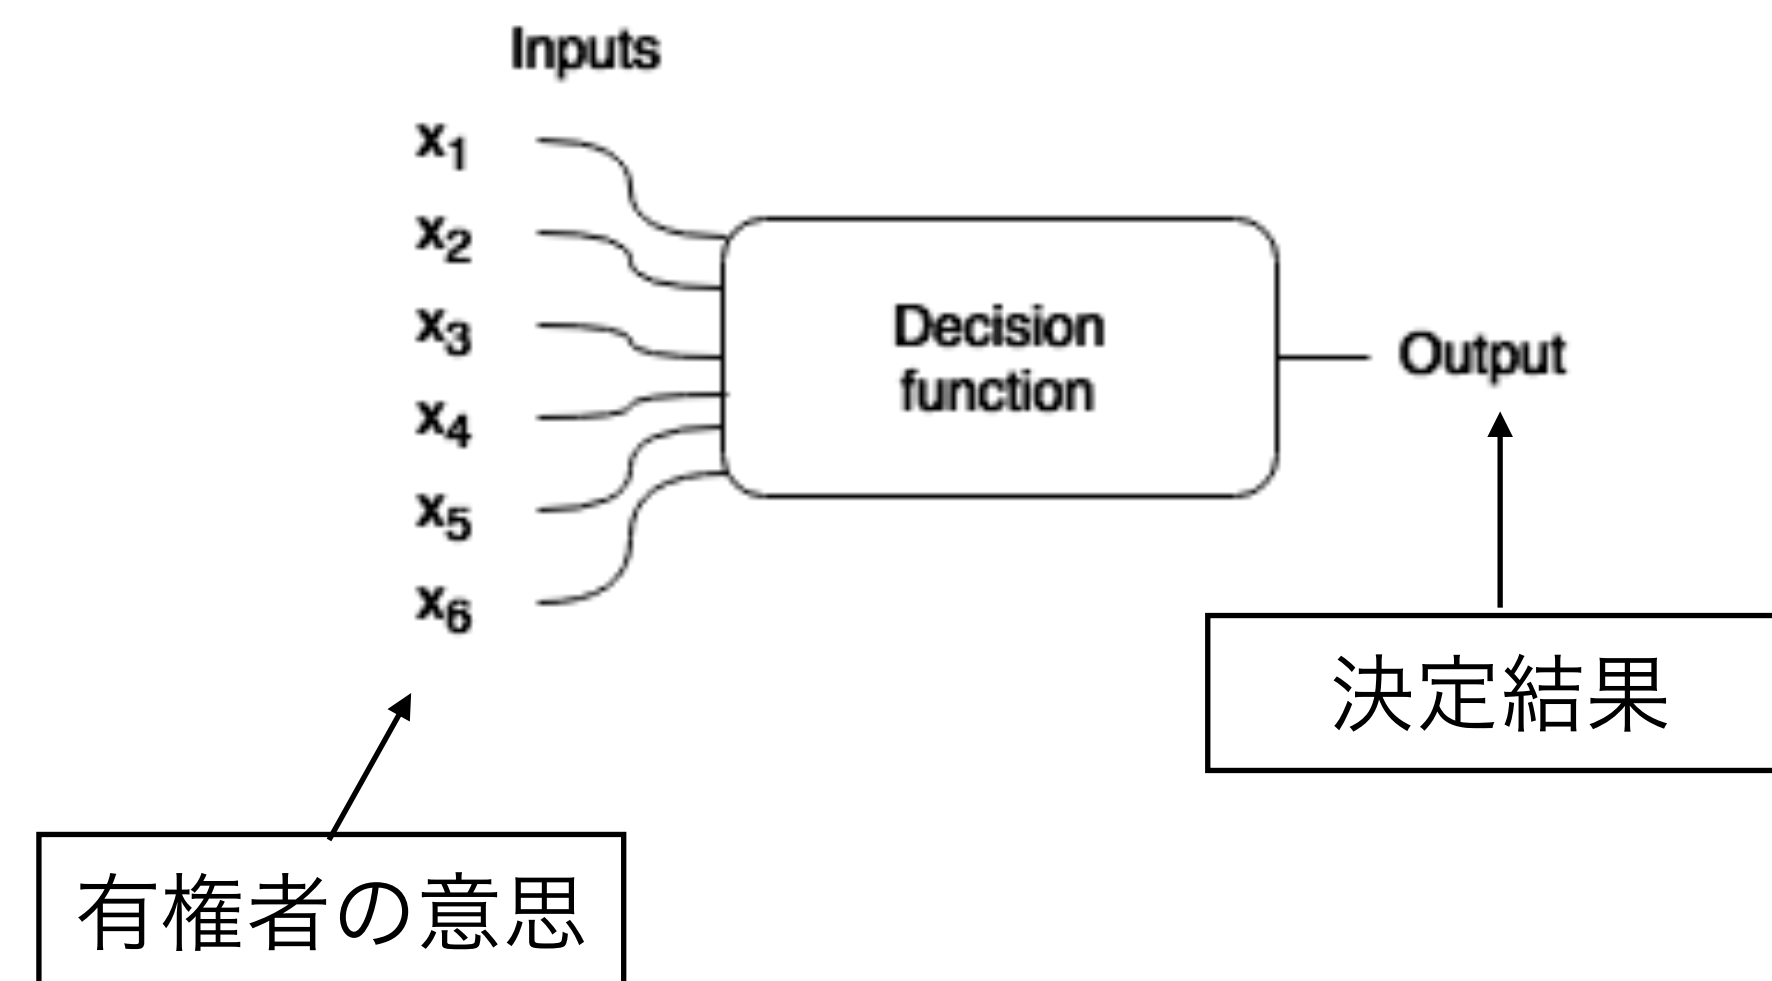 Inputs
x1
x2
x3
x4
x5
x6
Decision
function
Output
決定結果
有権者の意思